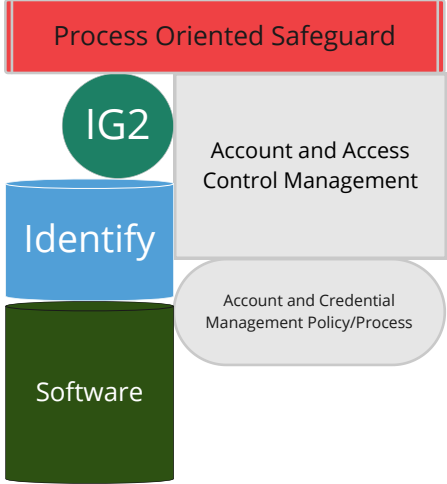 Process Oriented Safeguard
IG2
Account and Access
Control Management
Identify
Account and Credential
Management Policy/Process
Software